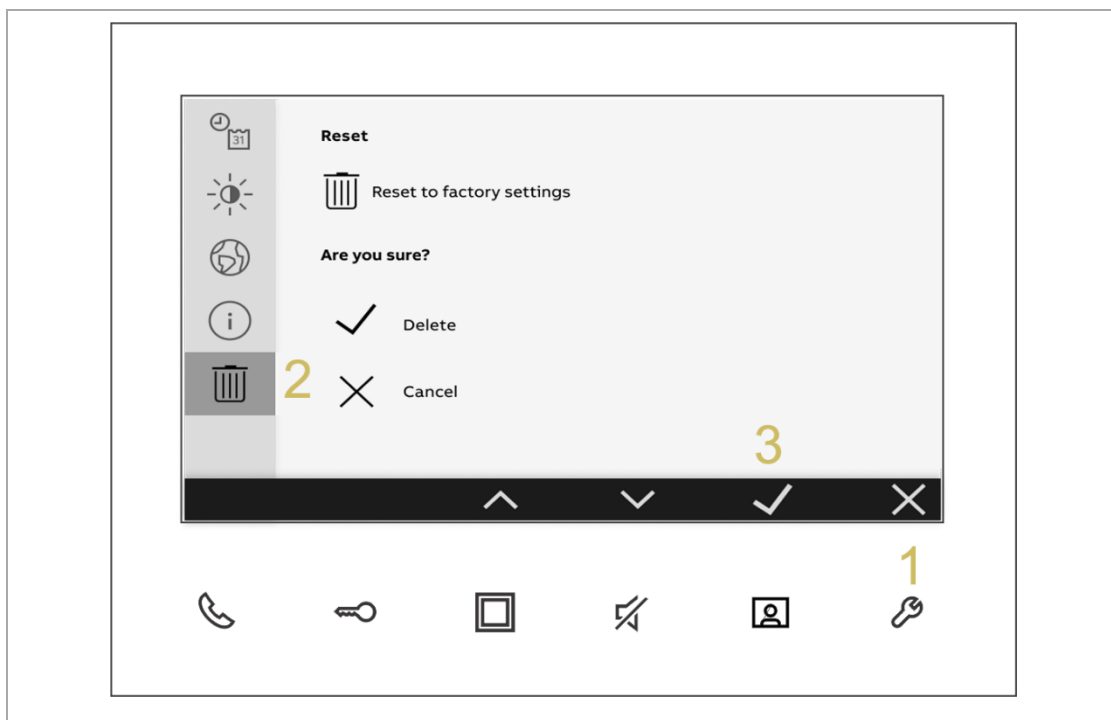 31
Reset
Reset to factory settings
Are you sure?
i
Delete
2
Cancel
3
1